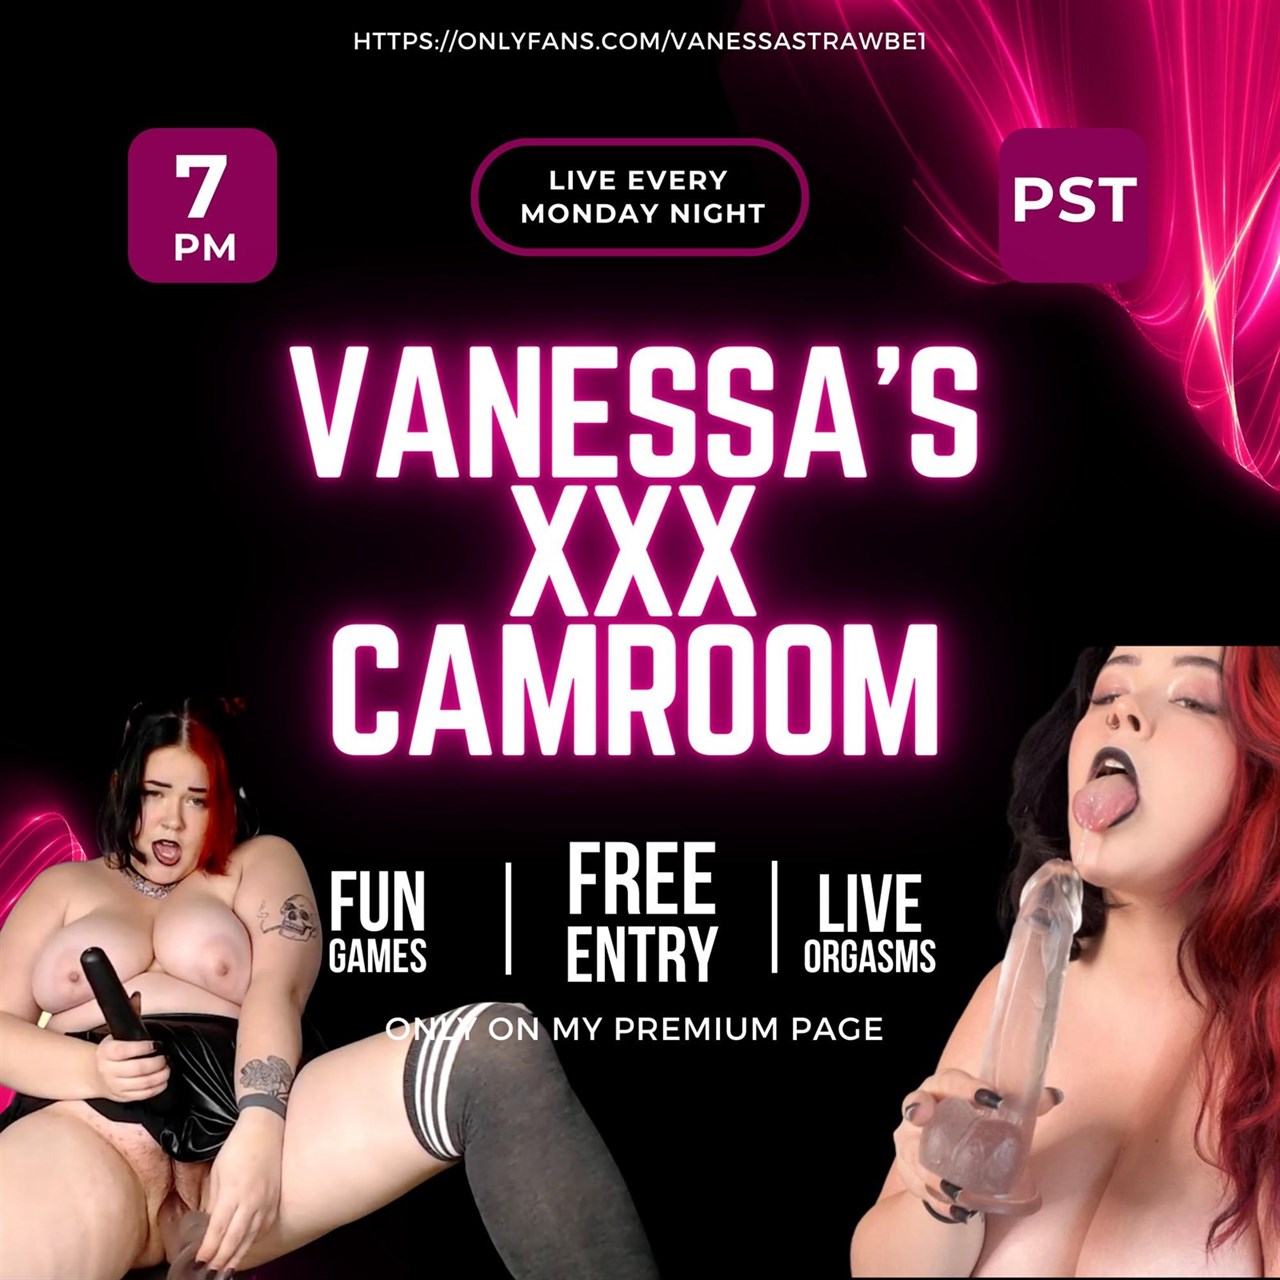 HTTPS://ONLYFANS.COM/VANESSASTRAWBE1
7
PM
LIVE EVERY
MONDAY NIGHT
PST
VANESSA'S
XXX
CAMROOM
FUN
GAMES
FREE
ENTRY
LIVE
ORGASMS
ONLY ON MY PREMIUM PAGE